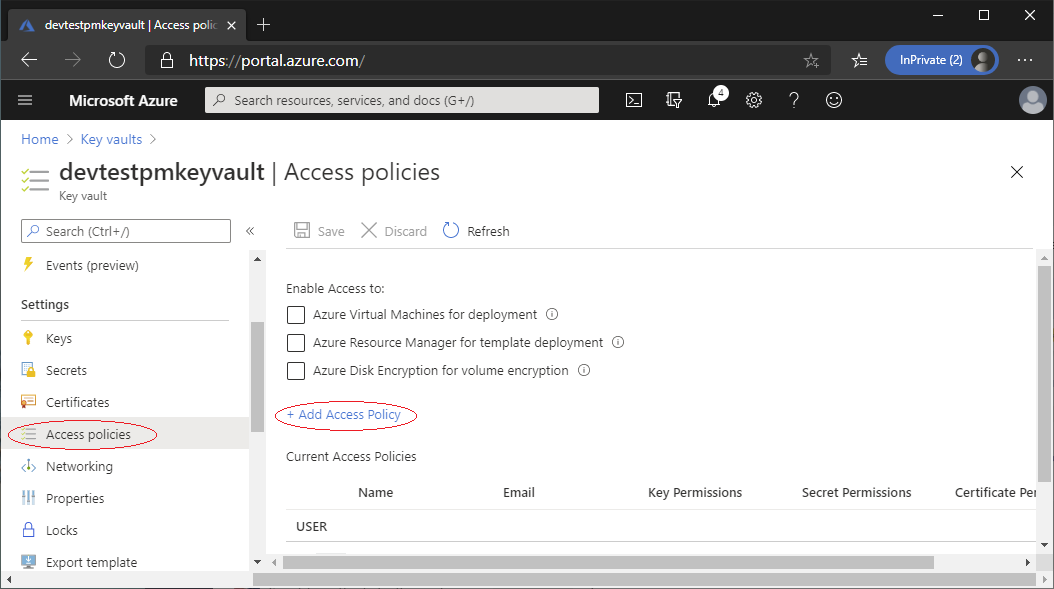 devtestpmkeyvault | Access polic
https://portal.azure.com/
InPrivate (2)
Microsoft Azure
Search resources, services, and docs (G+/)
4
Home > Key vaults >
devtestpmkeyvault | Access policies
Key vault
Search (Ctrl+/)
«
Events (preview)
Settings
Keys
Secrets
Certificates
Access policies
Networking
Properties
Locks
Export template
Save
Discard
Refresh
Enable Access to:
Azure Virtual Machines for deployment
Azure Resource Manager for template deployment
Azure Disk Encryption for volume encryption
+ Add Access Policy
Current Access Policies
Name Email Key Permissions Secret Permissions Certificate Per
USER